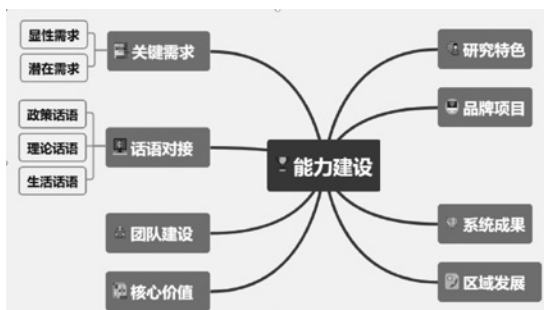 显性需求
潜在需求
关键需求
政策话语
理论话语
生活话语
话语对接
团队建设
核心价值
能力建设
研究特色
品牌项目
系统成果
区域发展